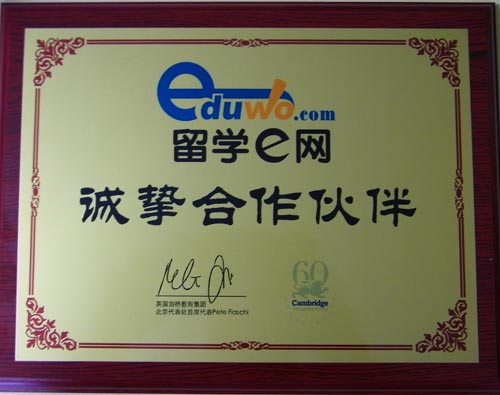 eduwo.com
留学e网
诚挚合作伙伴
英国剑桥教育集团
北京代表处首席代表Pete Fiaschi
60
Cambridge